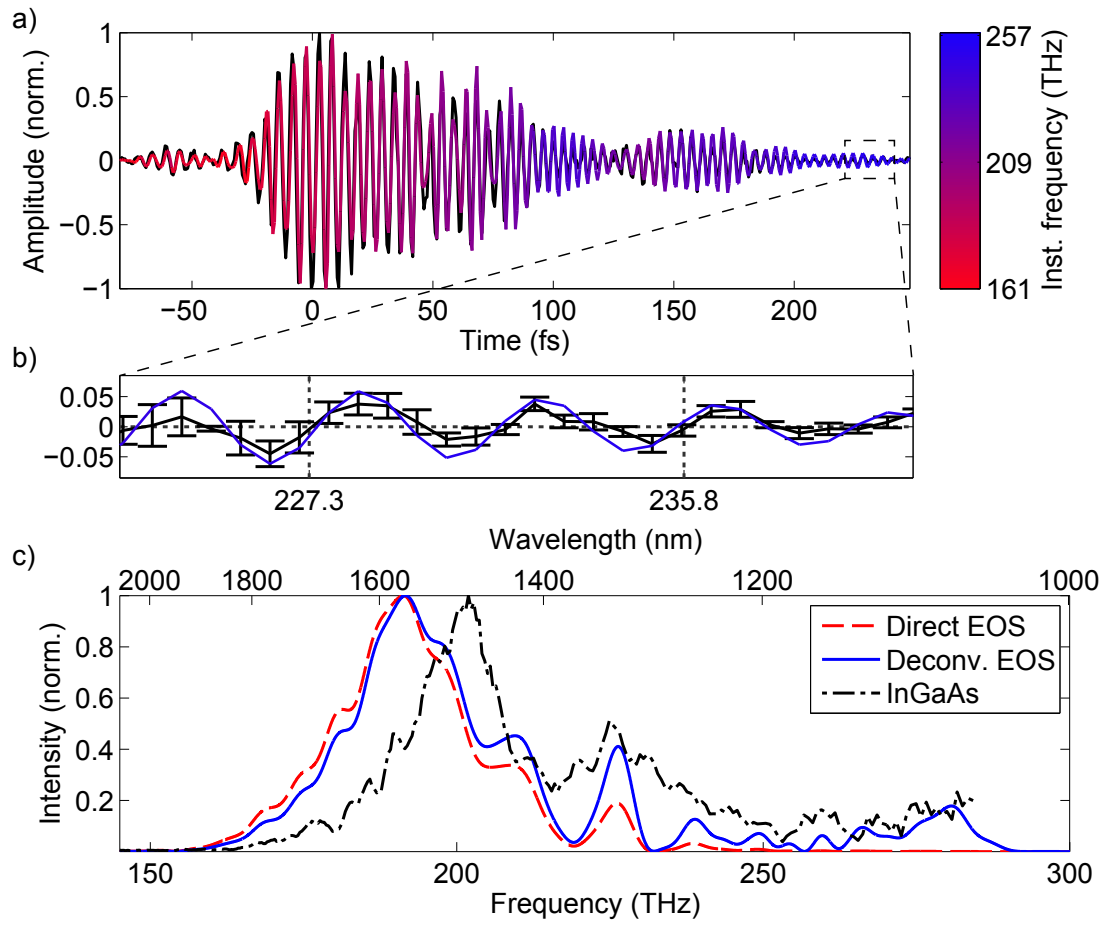 a)
Amplitude (norm.)
1
0.5
0
−0.5
−1
−50
0
50
100
150
200
Time (fs)
257
209
161
Inst. frequency (THz)
b)
0.05
0
−0.05
227.3
235.8
Wavelength (nm)
c)
2000
1800
1600
1400
1200
1000
Intensity (norm.)
1
0.8
0.6
0.4
0.2
Direct EOS
Deconv. EOS
InGaAs
150
200
250
300
Frequency (THz)